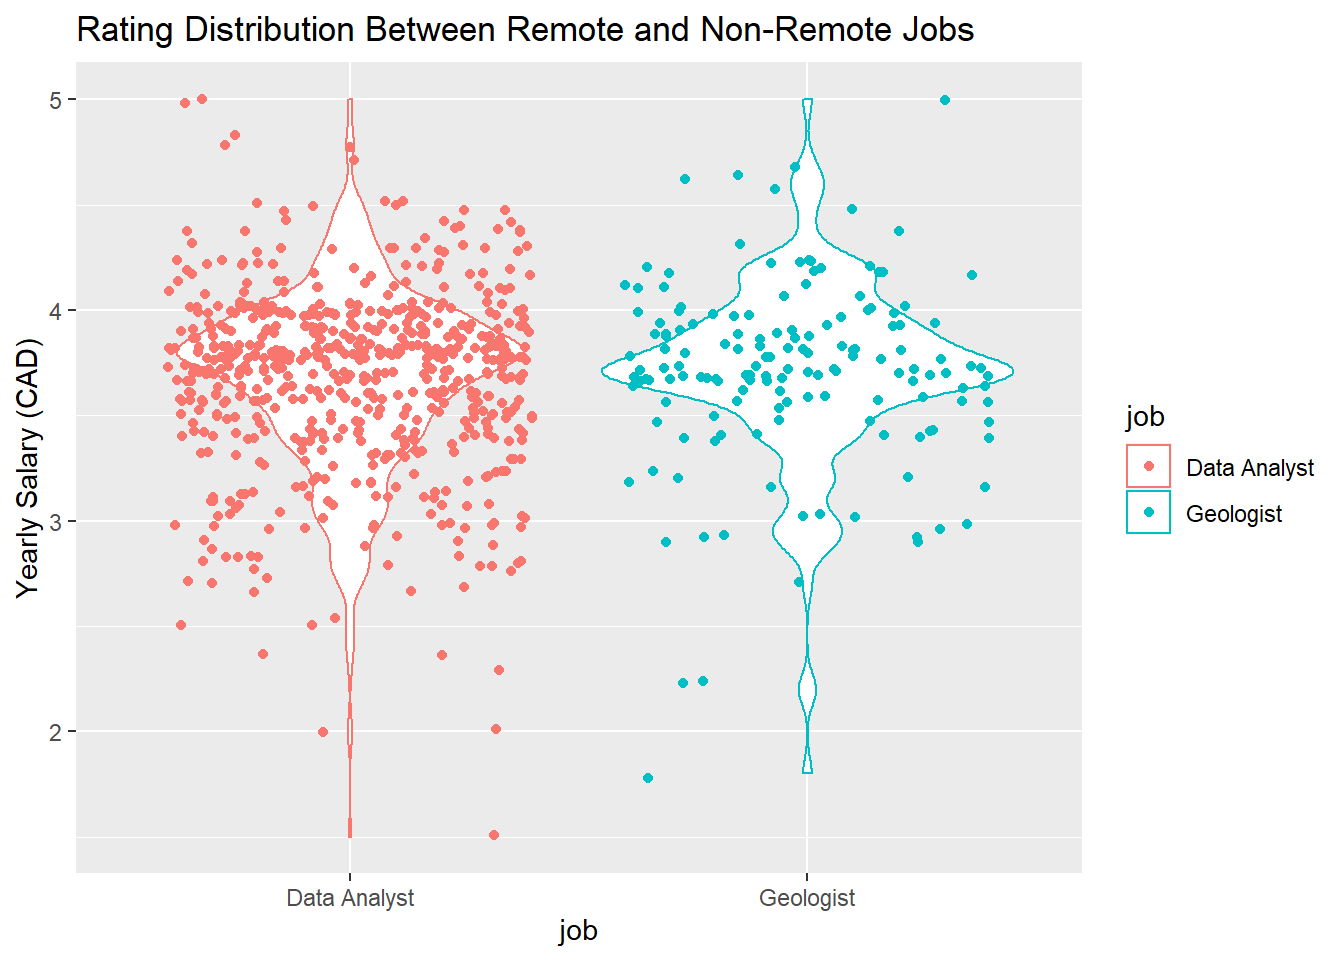 Rating Distribution Between Remote and Non-Remote Jobs
5
4
3
2
Yearly Salary (CAD)
Data Analyst
Geologist
job
job
Data Analyst
Geologist